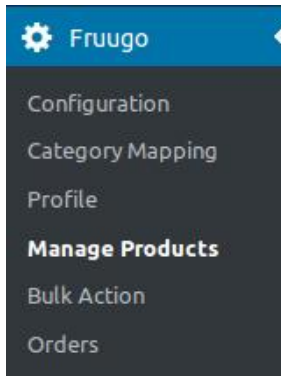 Fruugo
Configuration
Category Mapping
Profile
Manage Products
Bulk Action
Orders